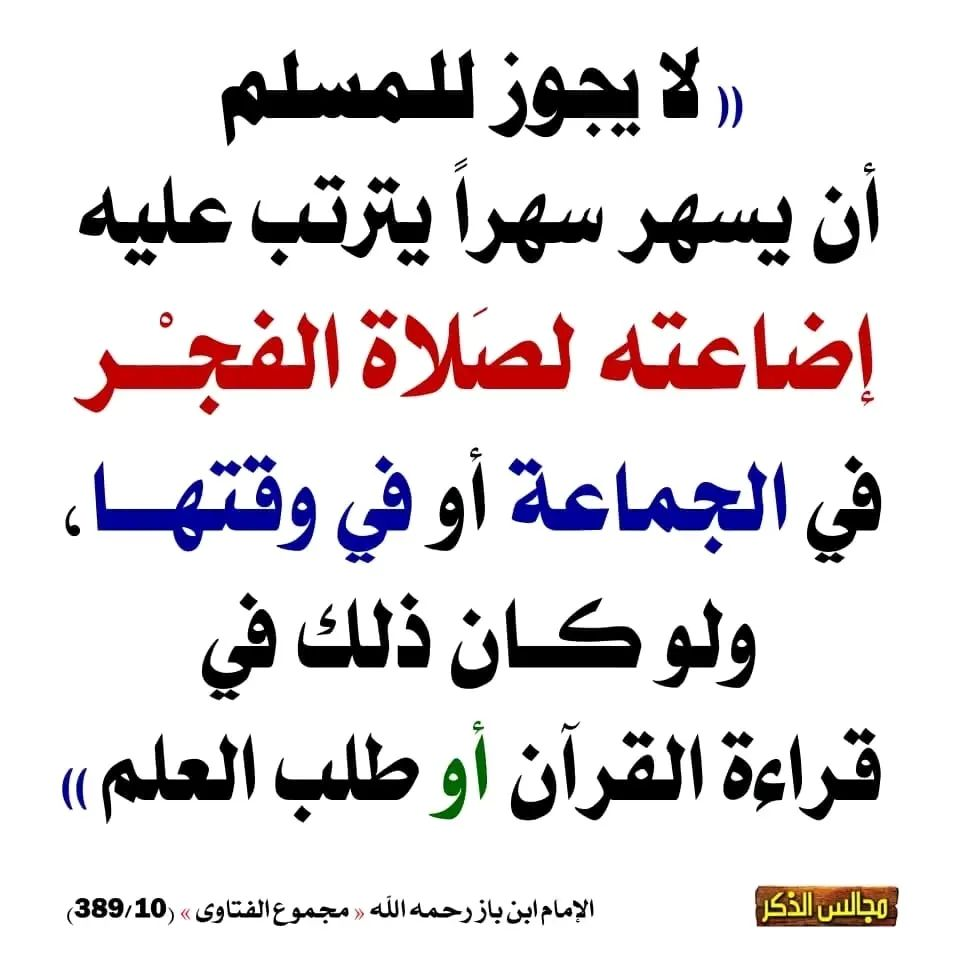 (( لا يجوز للمسلم
أن يسهر سهراً يترتب عليه
إضاعته لصَلاة الفجْـــر
في الجماعة أو في وقتهـــا،
ولو كـــان ذلك في
قراءة القرآن أو طلب العلم ))
الإمام ابن باز رحمه الله « مجموع الفتاوى » (389/10)
مجالس الذكر